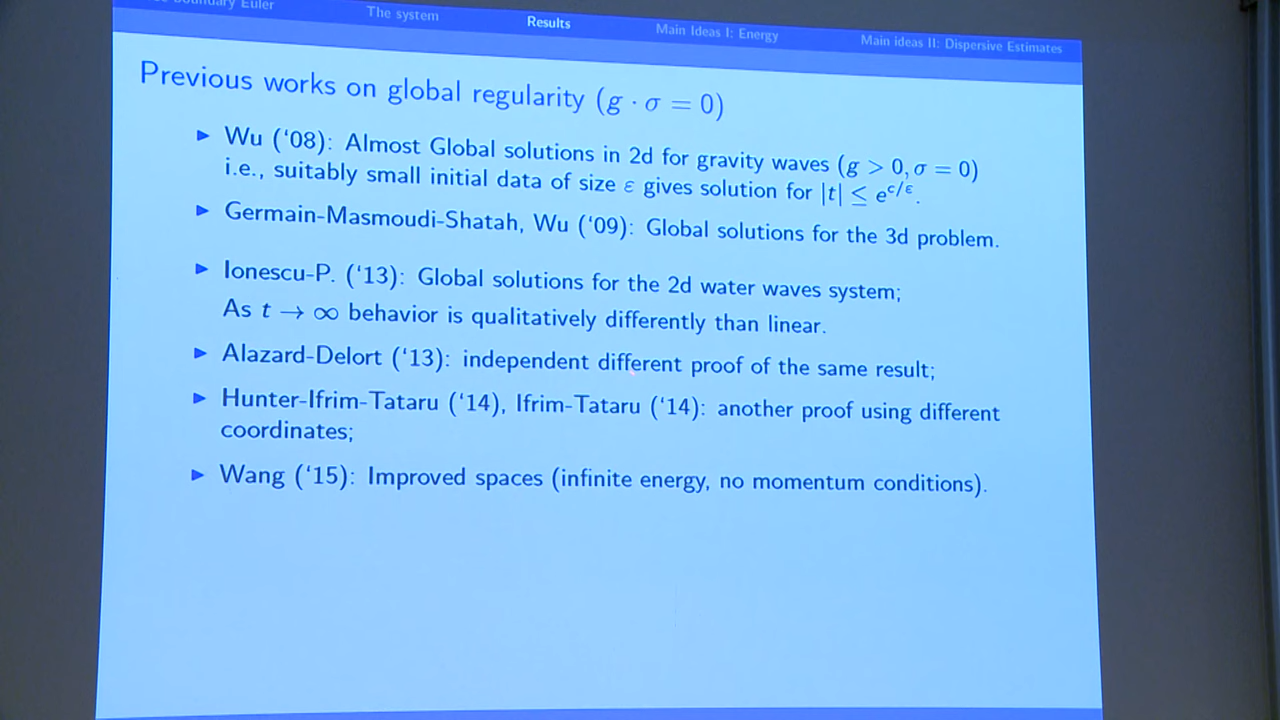 boundary Euler The system Results Main Ideas I: Energy Main ideas II: Dispersive Estimates
Previous works on global regularity (g · σ = 0)
▶ Wu (‘08): Almost Global solutions in 2d for gravity waves (g > 0, σ = 0)
i.e., suitably small initial data of size ε gives solution for |t| ≤ e^{c/ε}.
▶ Germain-Masmoudi-Shatah, Wu (‘09): Global solutions for the 3d problem.
▶ Ionescu-P. (‘13): Global solutions for the 2d water waves system;
As t → ∞ behavior is qualitatively differently than linear.
▶ Alazard-Delort (‘13): independent different proof of the same result;
▶ Hunter-Ifrim-Tataru (‘14), Ifrim-Tataru (‘14): another proof using different
coordinates;
▶ Wang (‘15): Improved spaces (infinite energy, no momentum conditions).